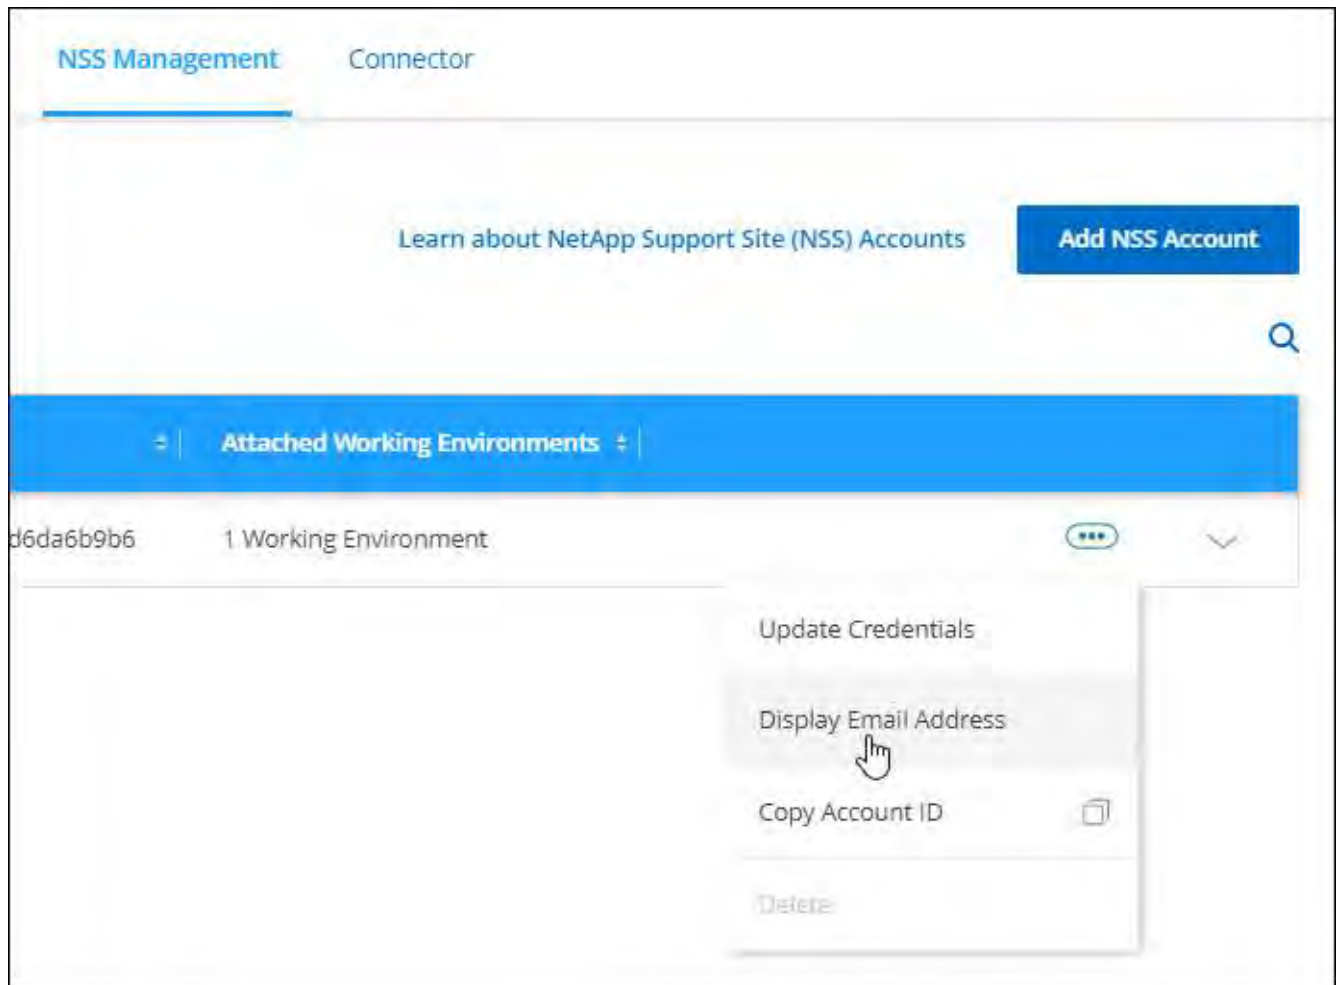 NSS Management Connector
Learn about NetApp Support Site (NSS) Accounts Add NSS Account
Attached Working Environments
d6da6b9b6 1 Working Environment
Update Credentials
Display Email Address
Copy Account ID
Delete